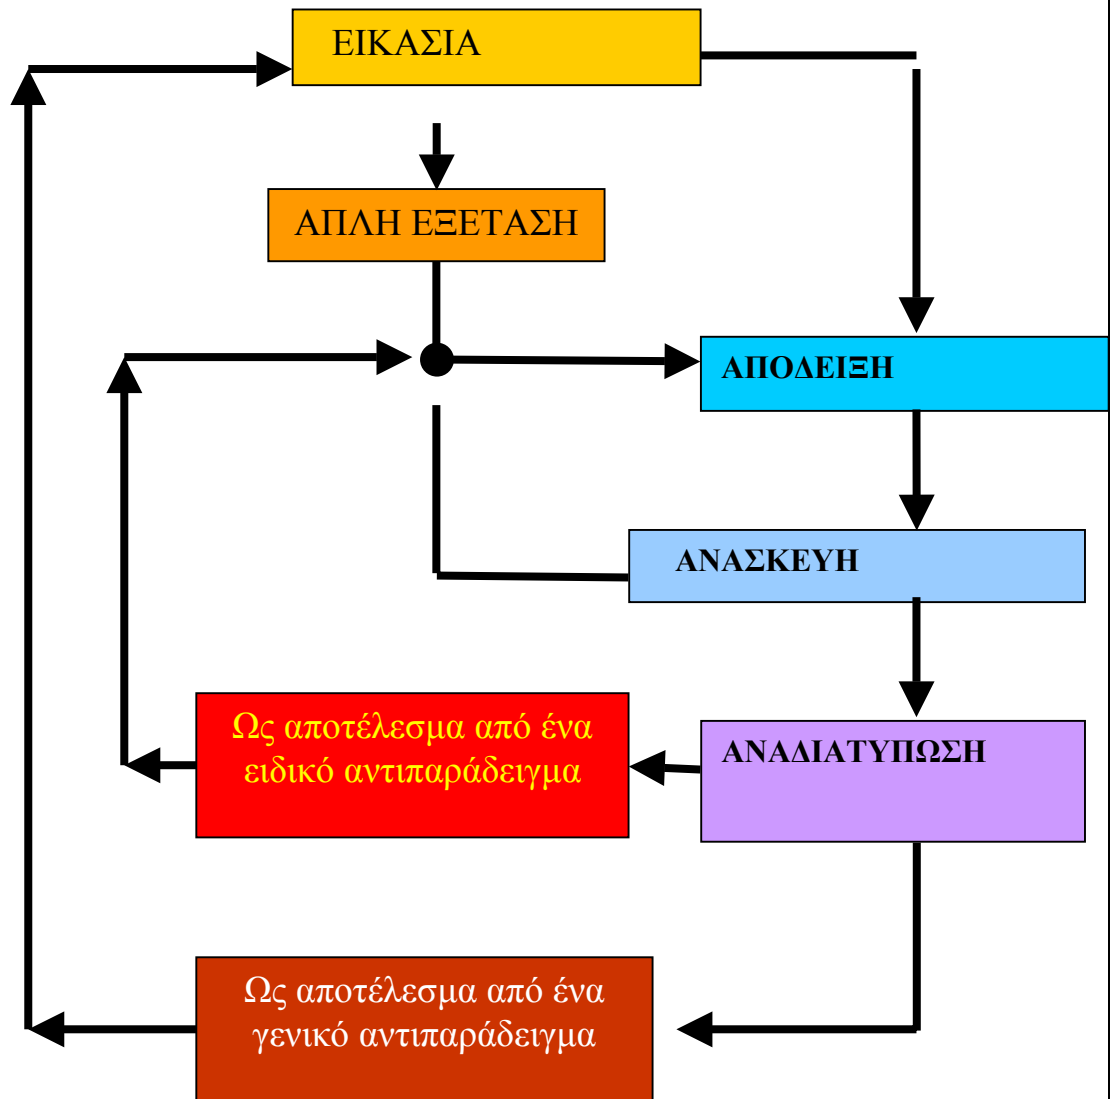 ΕΙΚΑΣΙΑ
ΑΠΛΗ ΕΞΕΤΑΣΗ
ΑΠΟΔΕΙΞΗ
ΑΝΑΣΚΕΥΗ
Ως αποτέλεσμα από ένα
ειδικό αντιπαράδειγμα
ΑΝΑΔΙΑΤΥΠΩΣΗ
Ως αποτέλεσμα από ένα
γενικό αντιπαράδειγμα